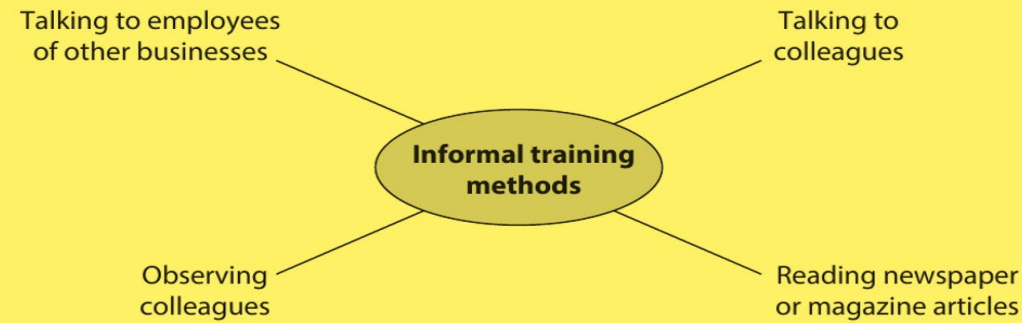 Talking to employees
of other businesses
Talking to
colleagues
Informal training
methods
Observing
colleagues
Reading newspaper
or magazine articles